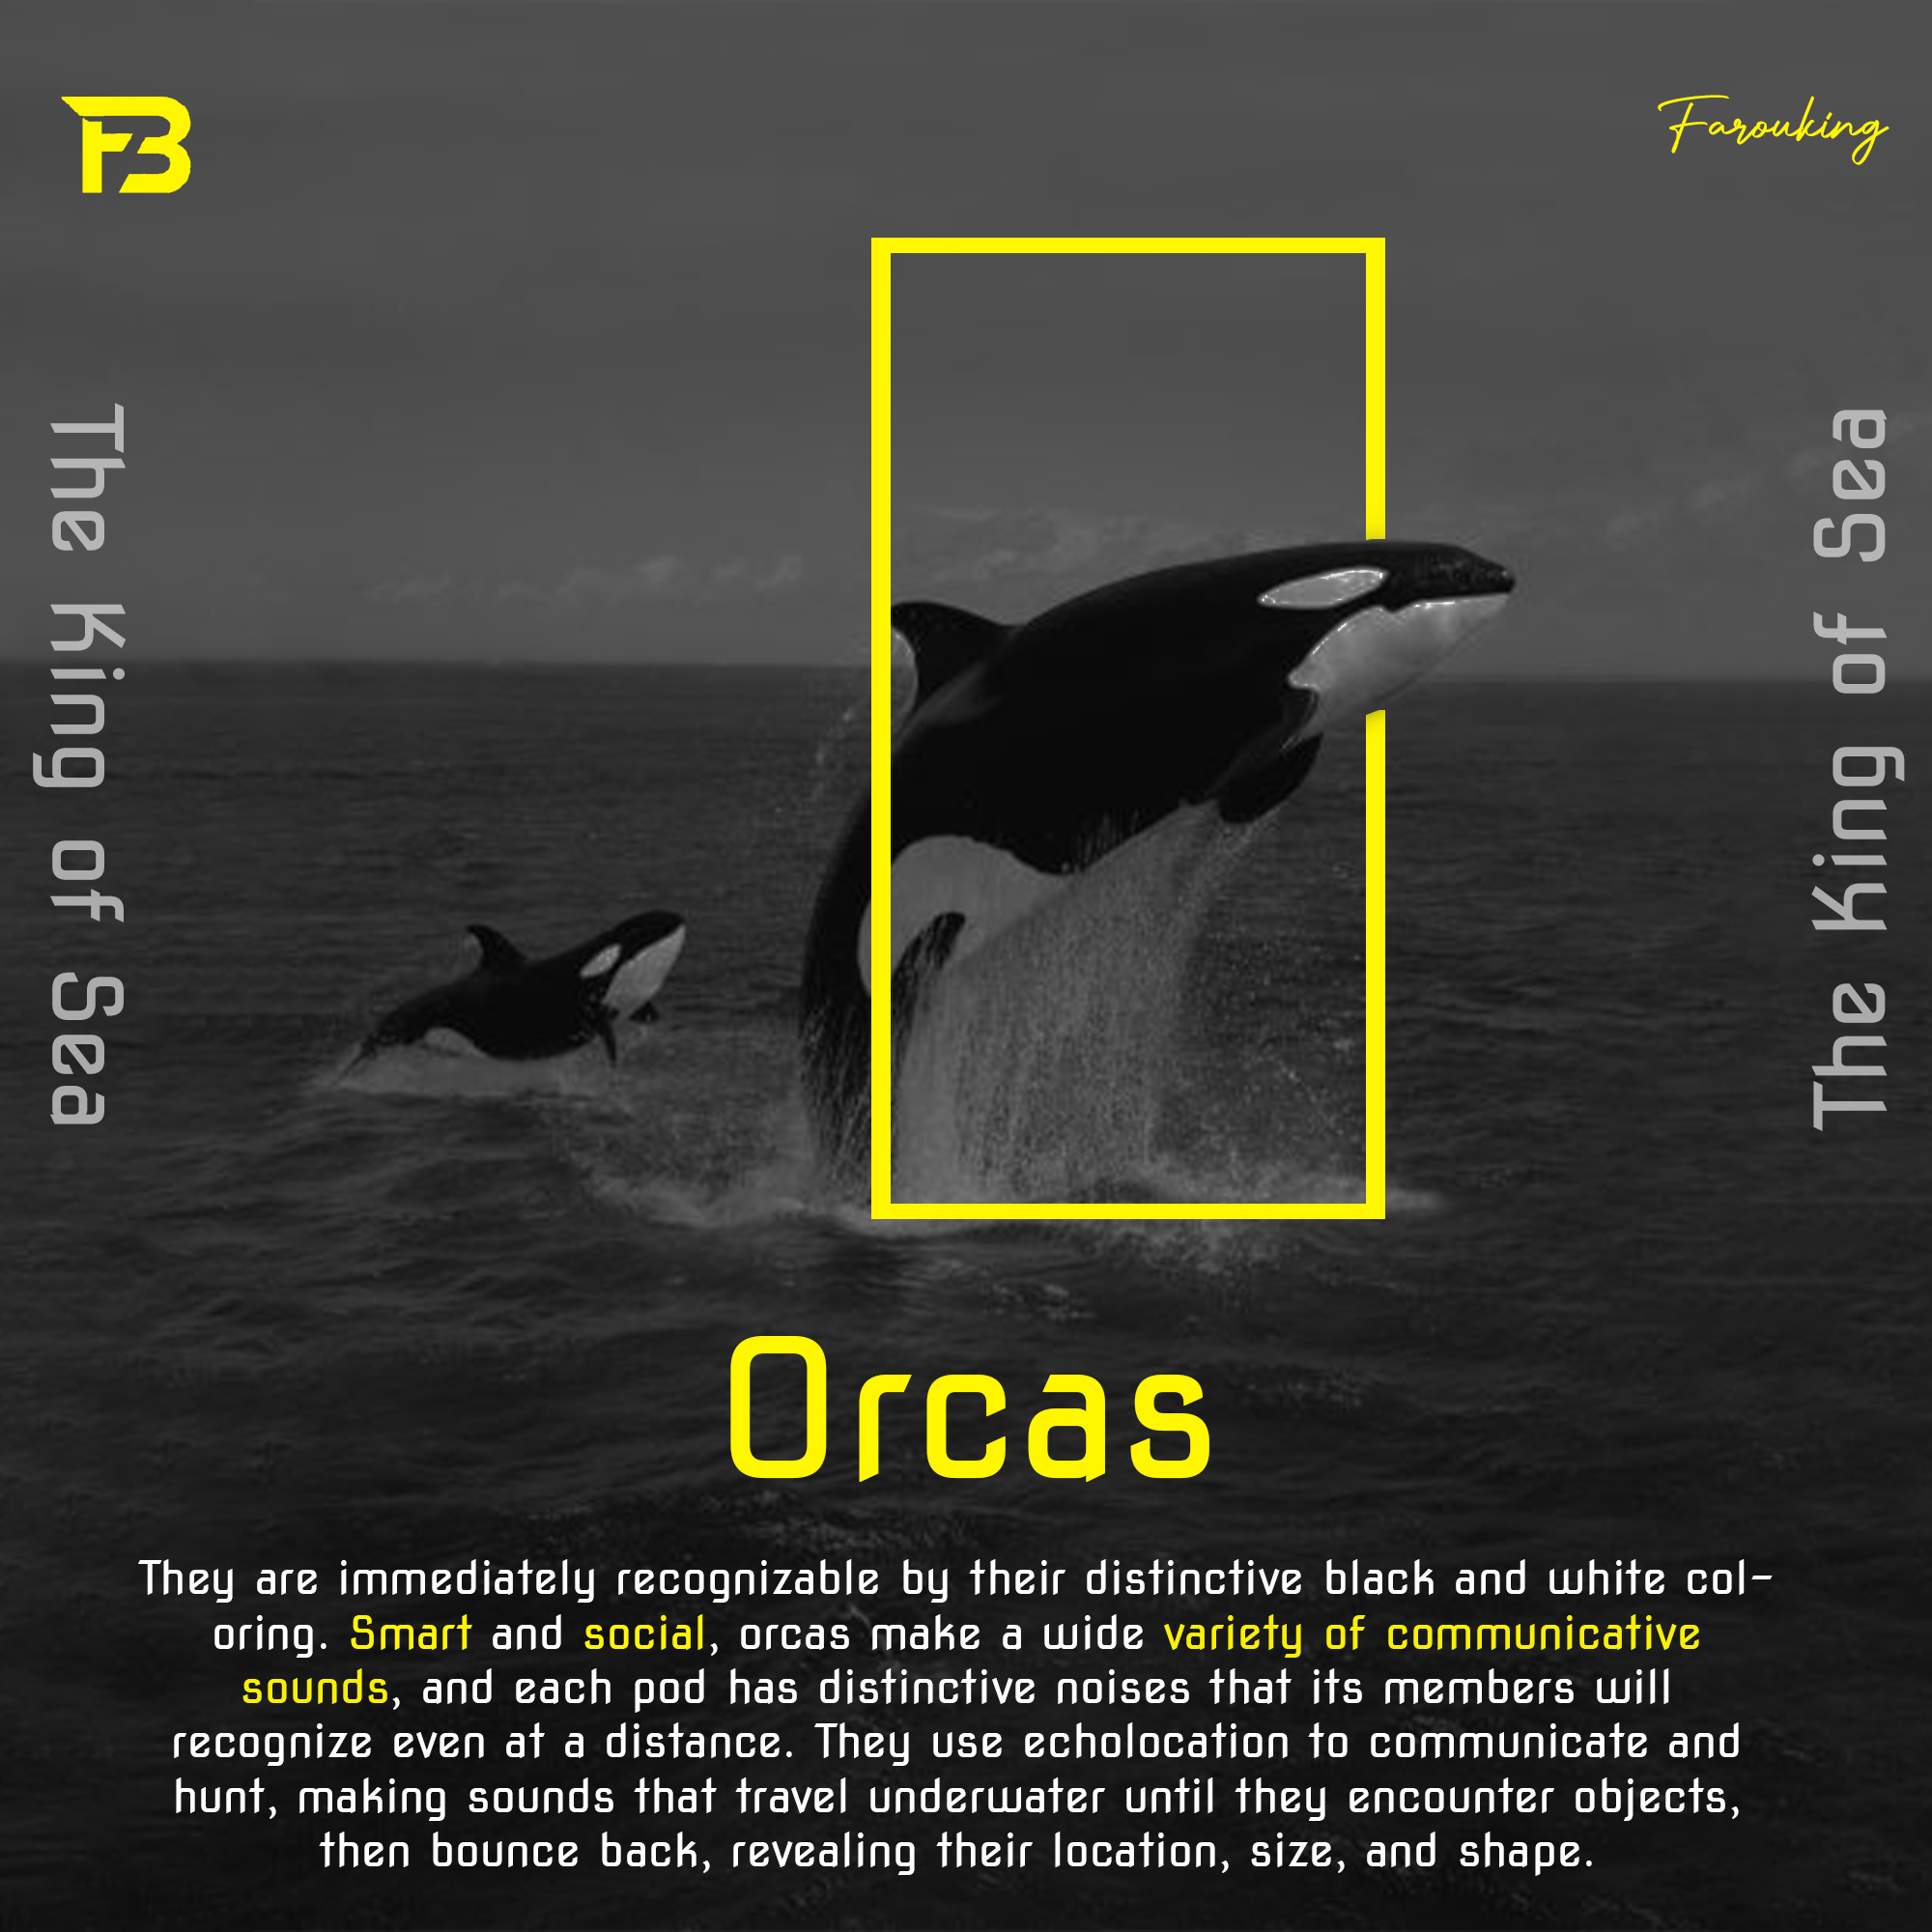 FB
Farouking
The King of Sea
The King of Sea
Orcas
They are immediately recognizable by their distinctive black and white col-
oring. Smart and social, orcas make a wide variety of communicative
sounds, and each pod has distinctive noises that its members will
recognize even at a distance. They use echolocation to communicate and
hunt, making sounds that travel underwater until they encounter objects,
then bounce back, revealing their location, size, and shape.